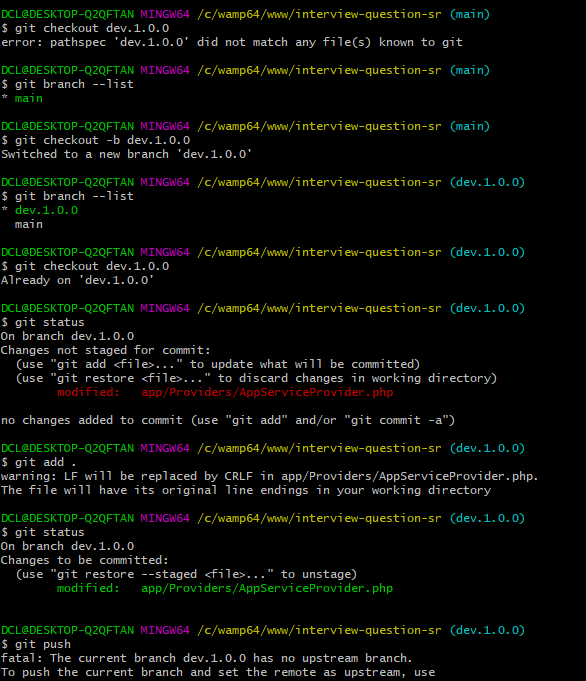 DCL@DESKTOP-Q2QFTAN MINGW64 /c/wamp64/www/interview-question-sr (main)
$ git checkout dev.1.0.0
error: pathspec 'dev.1.0.0' did not match any file(s) known to git
DCL@DESKTOP-Q2QFTAN MINGW64 /c/wamp64/www/interview-question-sr (main)
$ git branch --list
* main
DCL@DESKTOP-Q2QFTAN MINGW64 /c/wamp64/www/interview-question-sr (main)
$ git checkout -b dev.1.0.0
Switched to a new branch 'dev.1.0.0'
DCL@DESKTOP-Q2QFTAN MINGW64 /c/wamp64/www/interview-question-sr (dev.1.0.0)
$ git branch --list
* dev.1.0.0
  main
DCL@DESKTOP-Q2QFTAN MINGW64 /c/wamp64/www/interview-question-sr (dev.1.0.0)
$ git checkout dev.1.0.0
Already on 'dev.1.0.0'
DCL@DESKTOP-Q2QFTAN MINGW64 /c/wamp64/www/interview-question-sr (dev.1.0.0)
$ git status
On branch dev.1.0.0
Changes not staged for commit:
  (use "git add <file>..." to update what will be committed)
  (use "git restore <file>..." to discard changes in working directory)
        modified:   app/Providers/AppServiceProvider.php
no changes added to commit (use "git add" and/or "git commit -a")
DCL@DESKTOP-Q2QFTAN MINGW64 /c/wamp64/www/interview-question-sr (dev.1.0.0)
$ git add .
warning: LF will be replaced by CRLF in app/Providers/AppServiceProvider.php.
The file will have its original line endings in your working directory
DCL@DESKTOP-Q2QFTAN MINGW64 /c/wamp64/www/interview-question-sr (dev.1.0.0)
$ git status
On branch dev.1.0.0
Changes to be committed:
  (use "git restore --staged <file>..." to unstage)
        modified:   app/Providers/AppServiceProvider.php
DCL@DESKTOP-Q2QFTAN MINGW64 /c/wamp64/www/interview-question-sr (dev.1.0.0)
$ git push
fatal: The current branch dev.1.0.0 has no upstream branch.
To push the current branch and set the remote as upstream, use